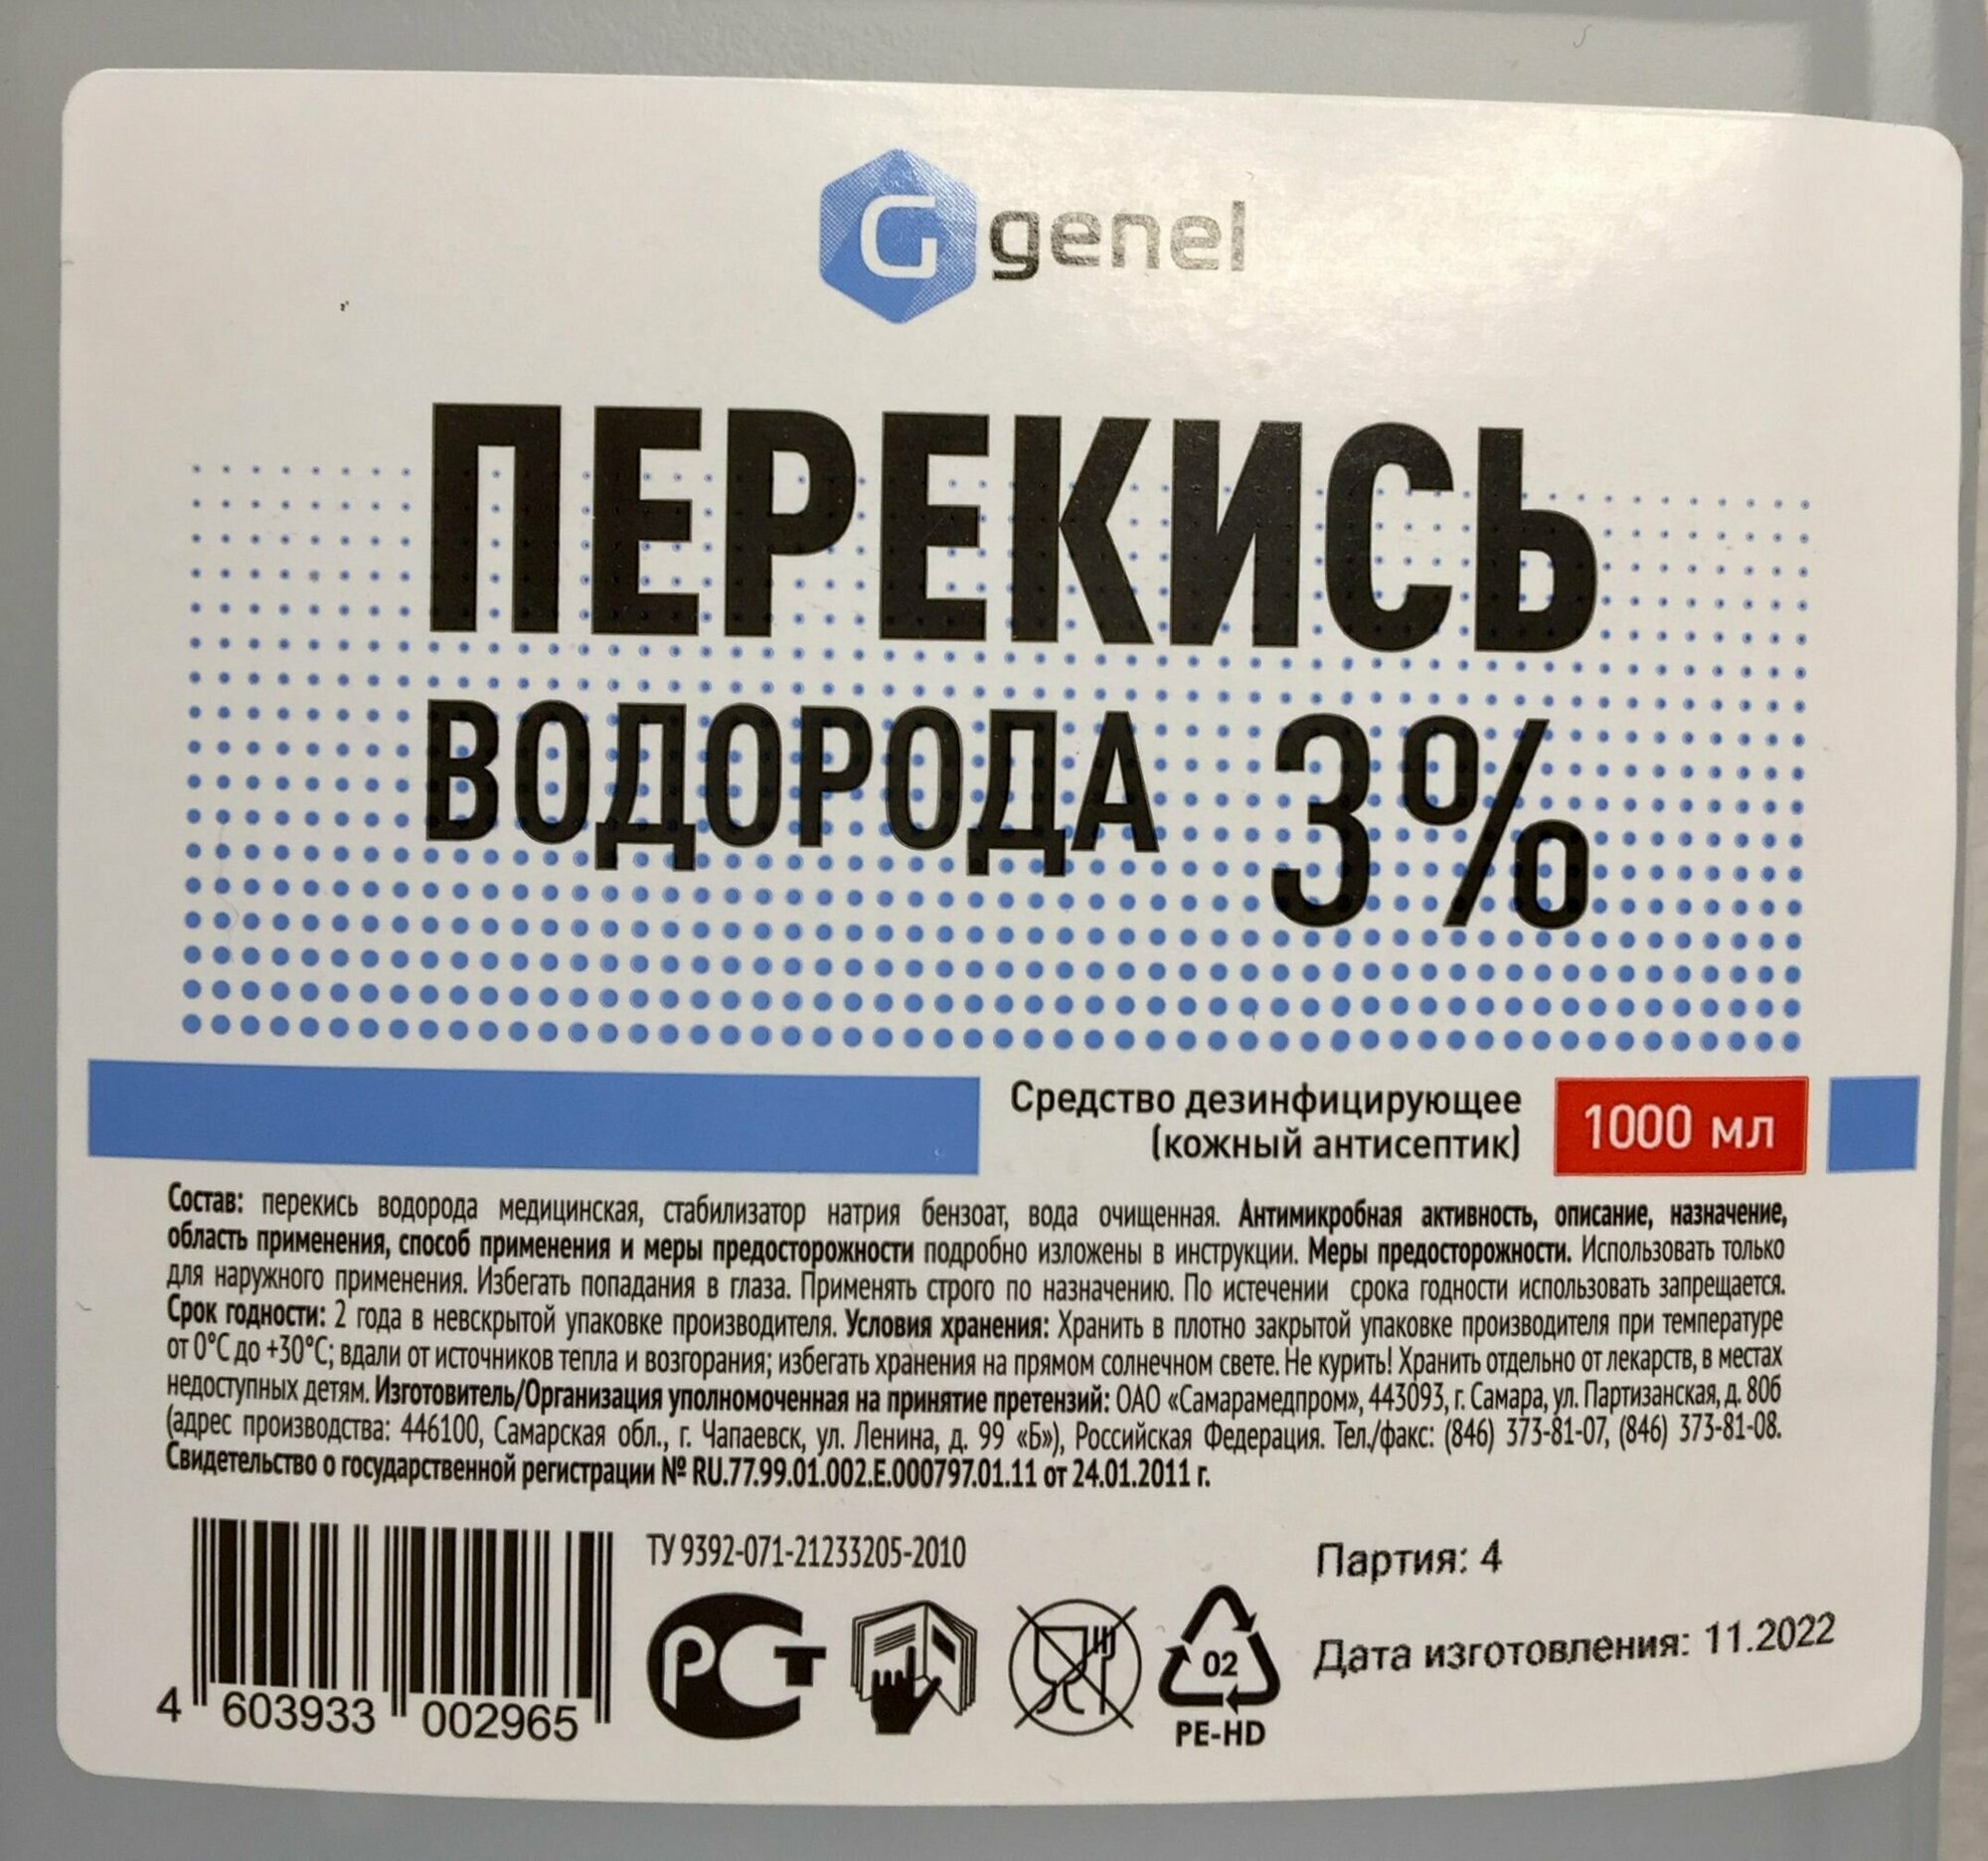 G genel
ПЕРЕКИСЬ
ВОДОРОДА 3%
Средство дезинфицирующее
(кожный антисептик)
1000 мл
Состав: перекись водорода медицинская, стабилизатор натрия бензоат, вода очищенная. Антимикробная активность, описание, назначение,
область применения, способ применения и меры предосторожности подробно изложены в инструкции. Меры предосторожности. Использовать только
для наружного применения. Избегать попадания в глаза. Применять строго по назначению. По истечении срока годности использовать запрещается.
Срок годности: 2 года в невскрытой упаковке производителя. Условия хранения: Хранить в плотно закрытой упаковке производителя при температуре
от 0°С до +30°С; вдали от источников тепла и возгорания; избегать хранения на прямом солнечном свете. Не курить! Хранить отдельно от лекарств, в местах
недоступных детям. Изготовитель/Организация уполномоченная на принятие претензий: ОАО «Самарамедпром», 443093, г. Самара, ул. Партизанская, д. 80б
(адрес производства: 446100, Самарская обл., г. Чапаевск, ул. Ленина, д. 99 «Б»), Российская Федерация. Тел./факс: (846) 373-81-07, (846) 373-81-08.
Свидетельство о государственной регистрации № RU.77.99.01.002.Е.000797.01.11 от 24.01.2011 г.
ТУ 9392-071-21233205-2010
Партия: 4
Дата изготовления: 11.2022
РСТ
02
PE-HD
4 603933 002965